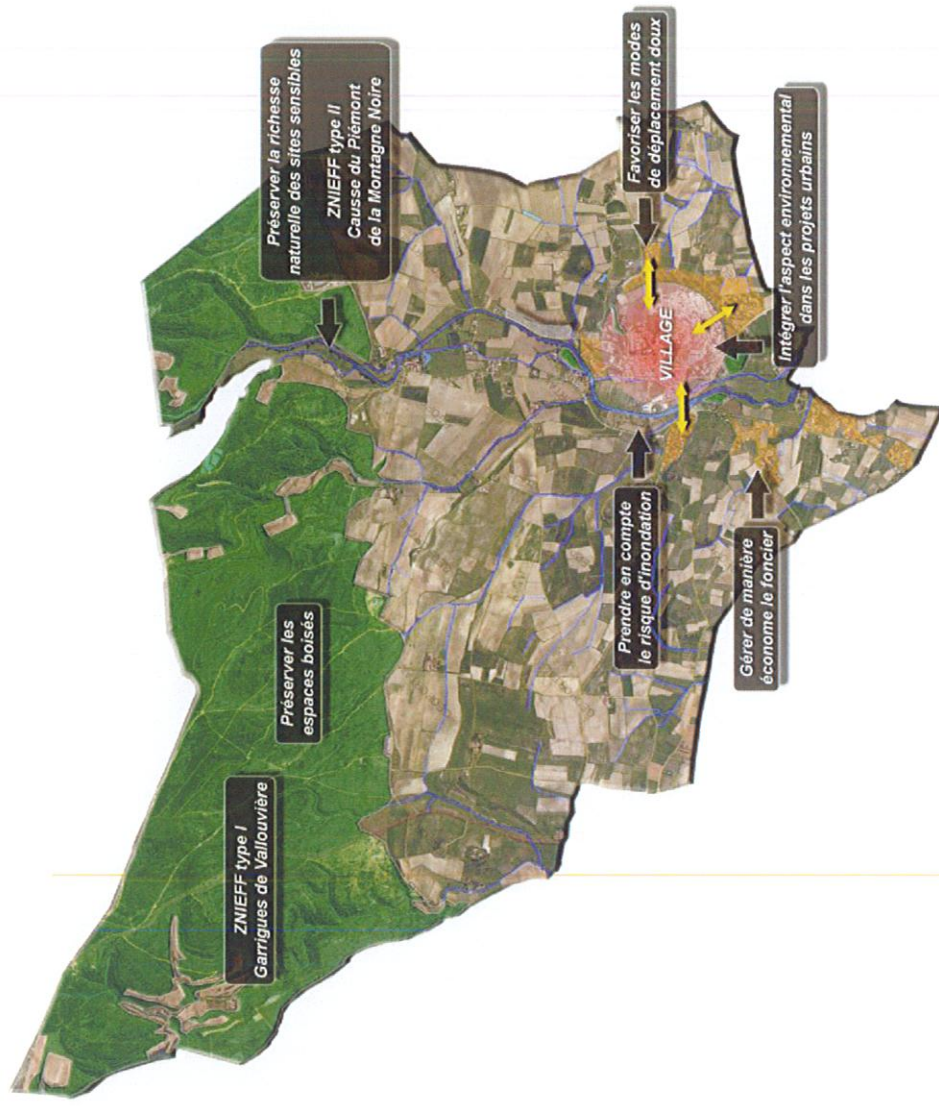 ZNIEFF type I
Garrigues de Vallouvière
Préserver les
espaces boisés
Préserver la richesse
naturelle des sites sensibles
ZNIEFF type II
Causse du Piémont
de la Montagne Noire
Prendre en compte
le risque d'inondation
VILLAGE
Favoriser les modes
de déplacement doux
Gérer de manière
économe le foncier
Intégrer l'aspect environnemental
dans les projets urbains